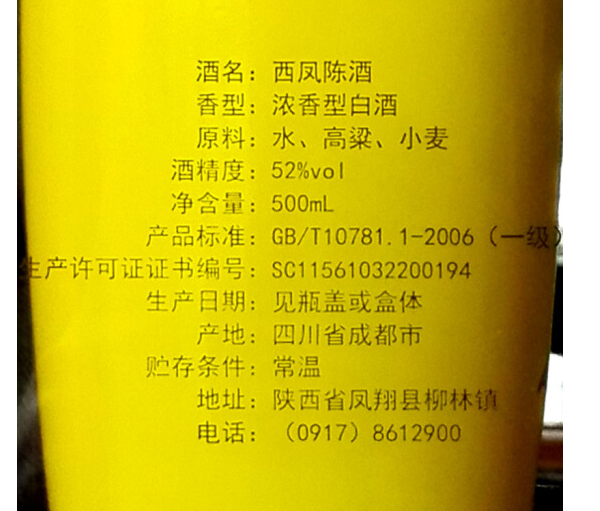 酒名：西凤陈酒
香型：浓香型白酒
原料：水、高粱、小麦
酒精度：52%vol
净含量：500mL
产品标准：GB/T10781.1-2006（一级）
生产许可证证书编号：SC11561032200194
生产日期：见瓶盖或盒体
产地：四川省成都市
贮存条件：常温
地址：陕西省凤翔县柳林镇
电话：（0917）8612900